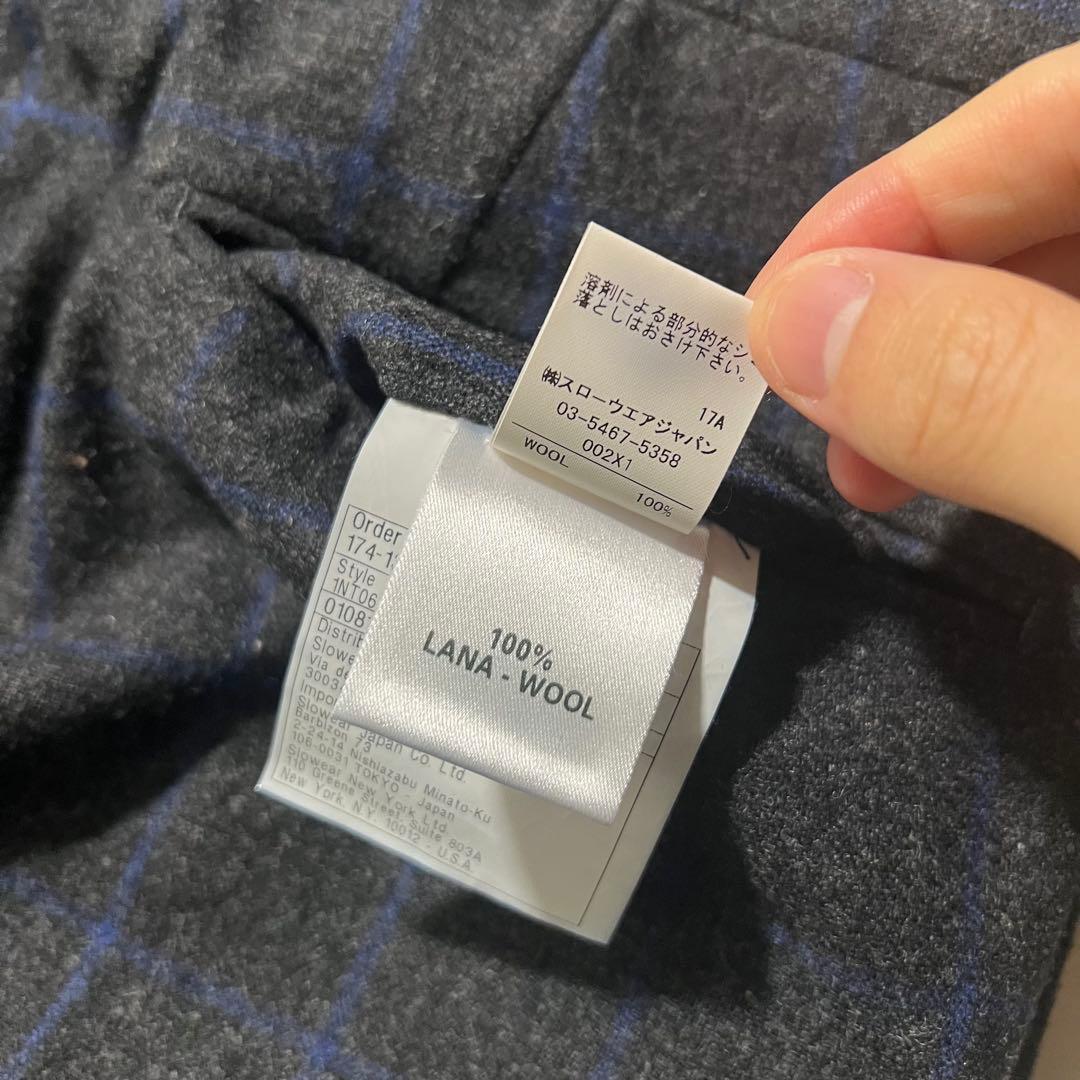 溶剤による部分的なシ
落としはおさけ下さい。
17A
㈱スローウエアジャパン
03-5467-5358
002X1
WOOL 100%
100%
LANA - WOOL
Order
174-1
Style
1NT06
0108
Distrib
Slowe
Via de
3003
Impo
Slowear Japan Co. Ltd.
Barbizon 73
2-24-14 Nishiazabu Minato-Ku
106-0031 TOKYO - Japan
Slowear New York Ltd.
110 Greene Street, Suite 803A
New York, N.Y. 10012 - U.S.A.